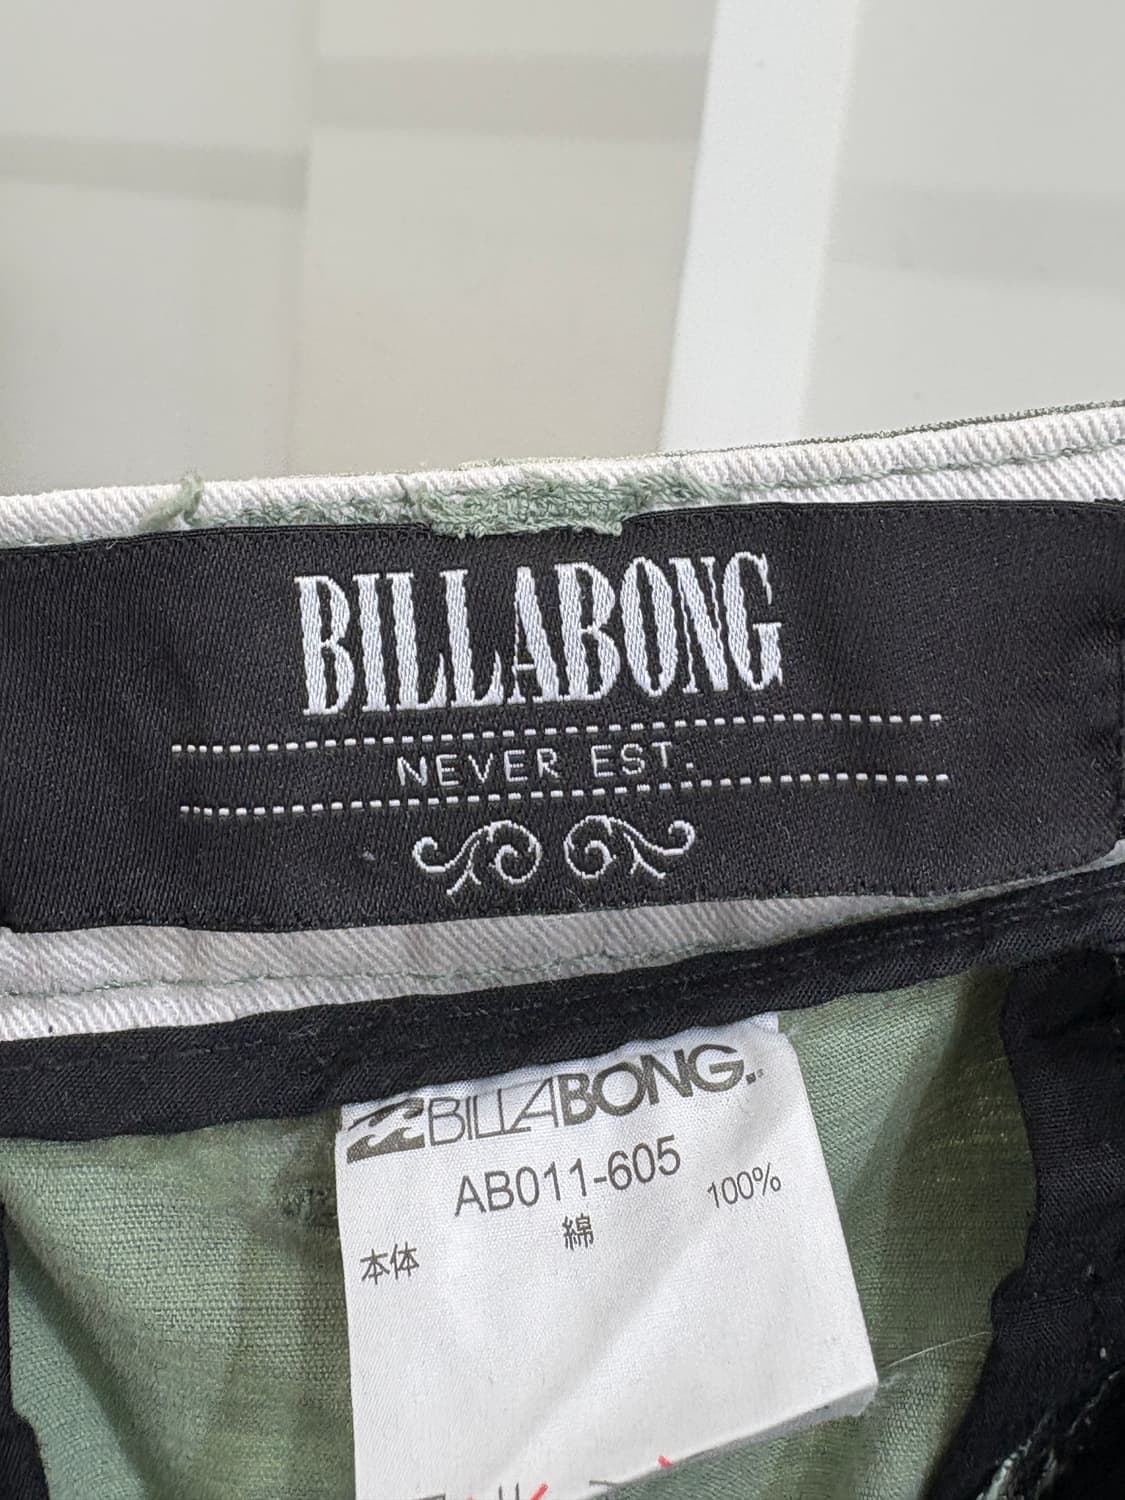 BILLABONG
NEVER EST.
BILLABONG
AB011-605
本体 綿 100%